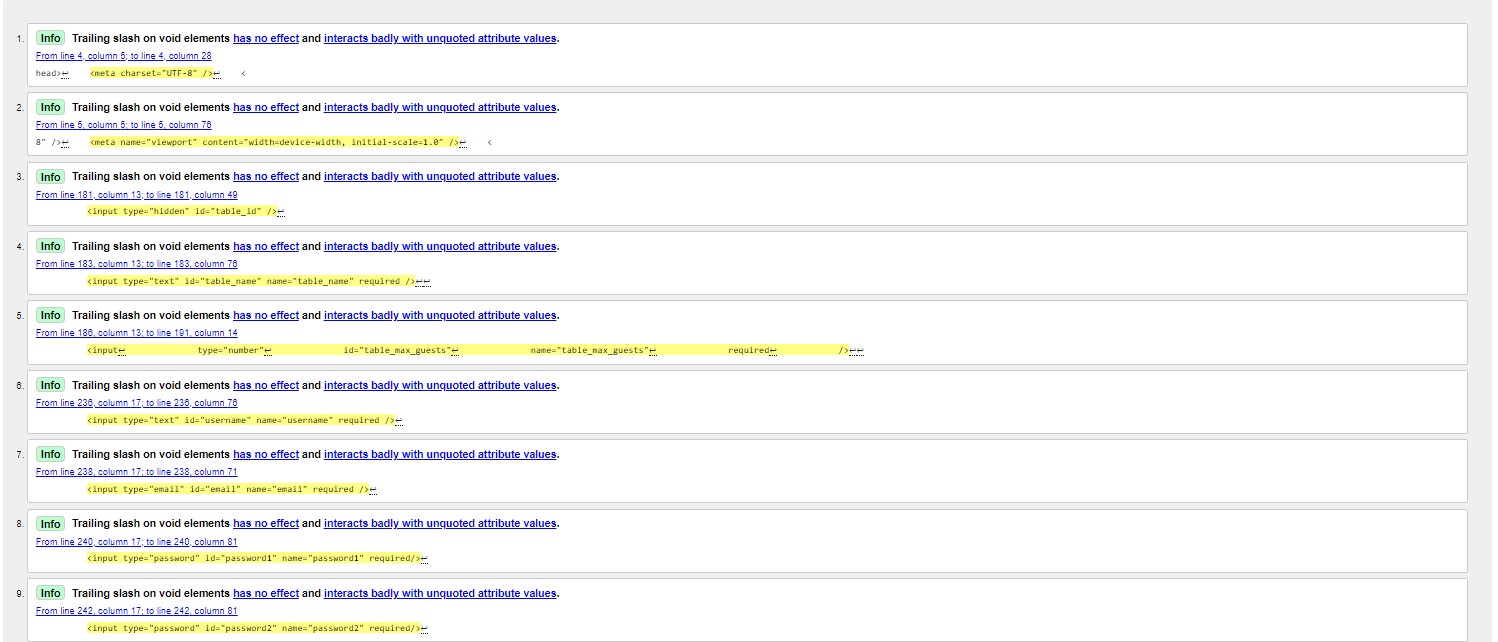 1. Info Trailing slash on void elements has no effect and interacts badly with unquoted attribute values.
From line 4, column 5; to line 4, column 28
head>↩ <meta charset="UTF-8" />↩ <
2. Info Trailing slash on void elements has no effect and interacts badly with unquoted attribute values.
From line 5, column 5; to line 5, column 76
8" />↩ <meta name="viewport" content="width=device-width, initial-scale=1.0" />↩ <
3. Info Trailing slash on void elements has no effect and interacts badly with unquoted attribute values.
From line 181, column 13; to line 181, column 49
<input type="hidden" id="table_id" />↩
4. Info Trailing slash on void elements has no effect and interacts badly with unquoted attribute values.
From line 183, column 13; to line 183, column 76
<input type="text" id="table_name" name="table_name" required />↩↩
5. Info Trailing slash on void elements has no effect and interacts badly with unquoted attribute values.
From line 186, column 13; to line 191, column 14
<input↩ type="number"↩ id="table_max_guests"↩ name="table_max_guests"↩ required↩ />↩↩
6. Info Trailing slash on void elements has no effect and interacts badly with unquoted attribute values.
From line 236, column 17; to line 236, column 76
<input type="text" id="username" name="username" required />↩
7. Info Trailing slash on void elements has no effect and interacts badly with unquoted attribute values.
From line 238, column 17; to line 238, column 71
<input type="email" id="email" name="email" required />↩
8. Info Trailing slash on void elements has no effect and interacts badly with unquoted attribute values.
From line 240, column 17; to line 240, column 81
<input type="password" id="password1" name="password1" required/>↩
9. Info Trailing slash on void elements has no effect and interacts badly with unquoted attribute values.
From line 242, column 17; to line 242, column 81
<input type="password" id="password2" name="password2" required/>↩